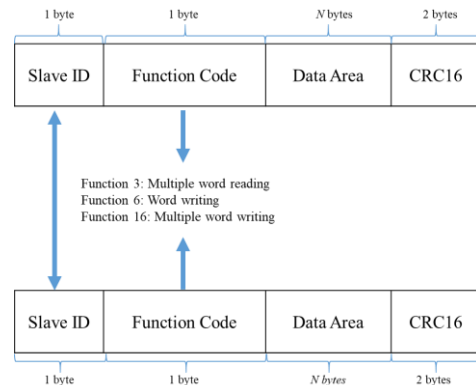 1 byte 1 byte N bytes 2 bytes
Slave ID Function Code Data Area CRC16
Function 3: Multiple word reading
Function 6: Word writing
Function 16: Multiple word writing
Slave ID Function Code Data Area CRC16
1 byte 1 byte N bytes 2 bytes